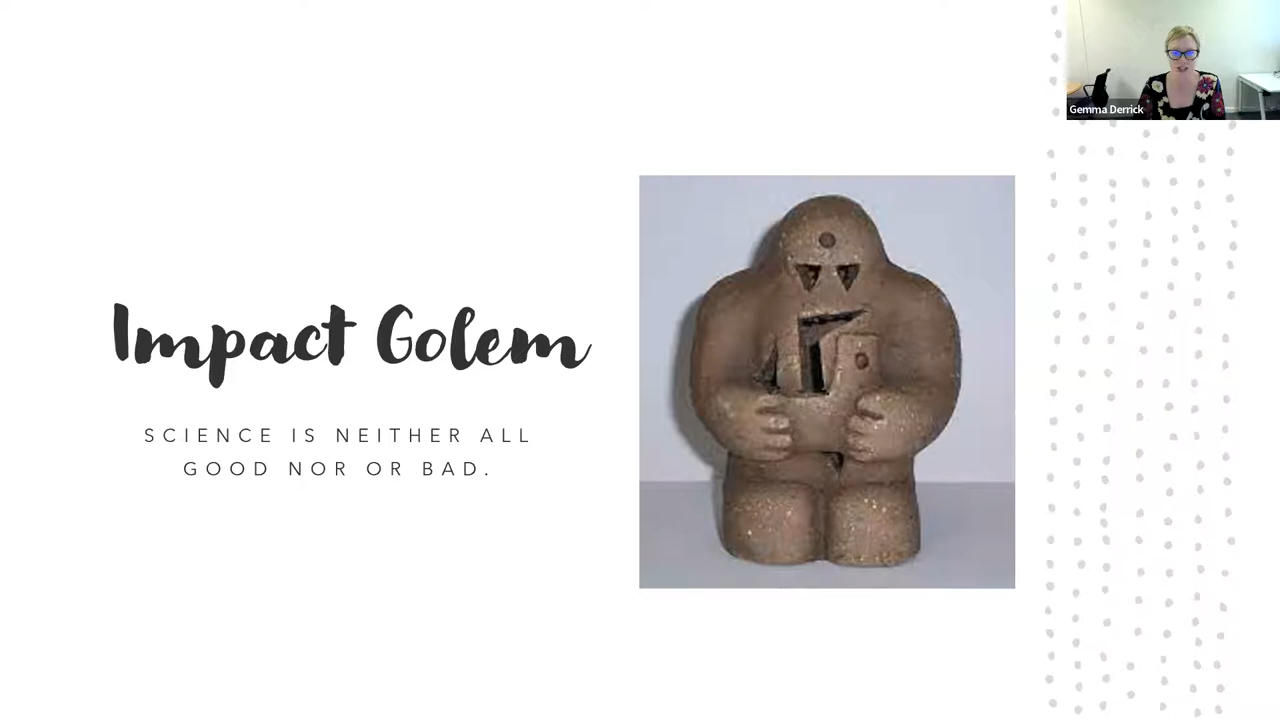 Gemma Derrick
Impact Golem
SCIENCE IS NEITHER ALL
GOOD NOR OR BAD.